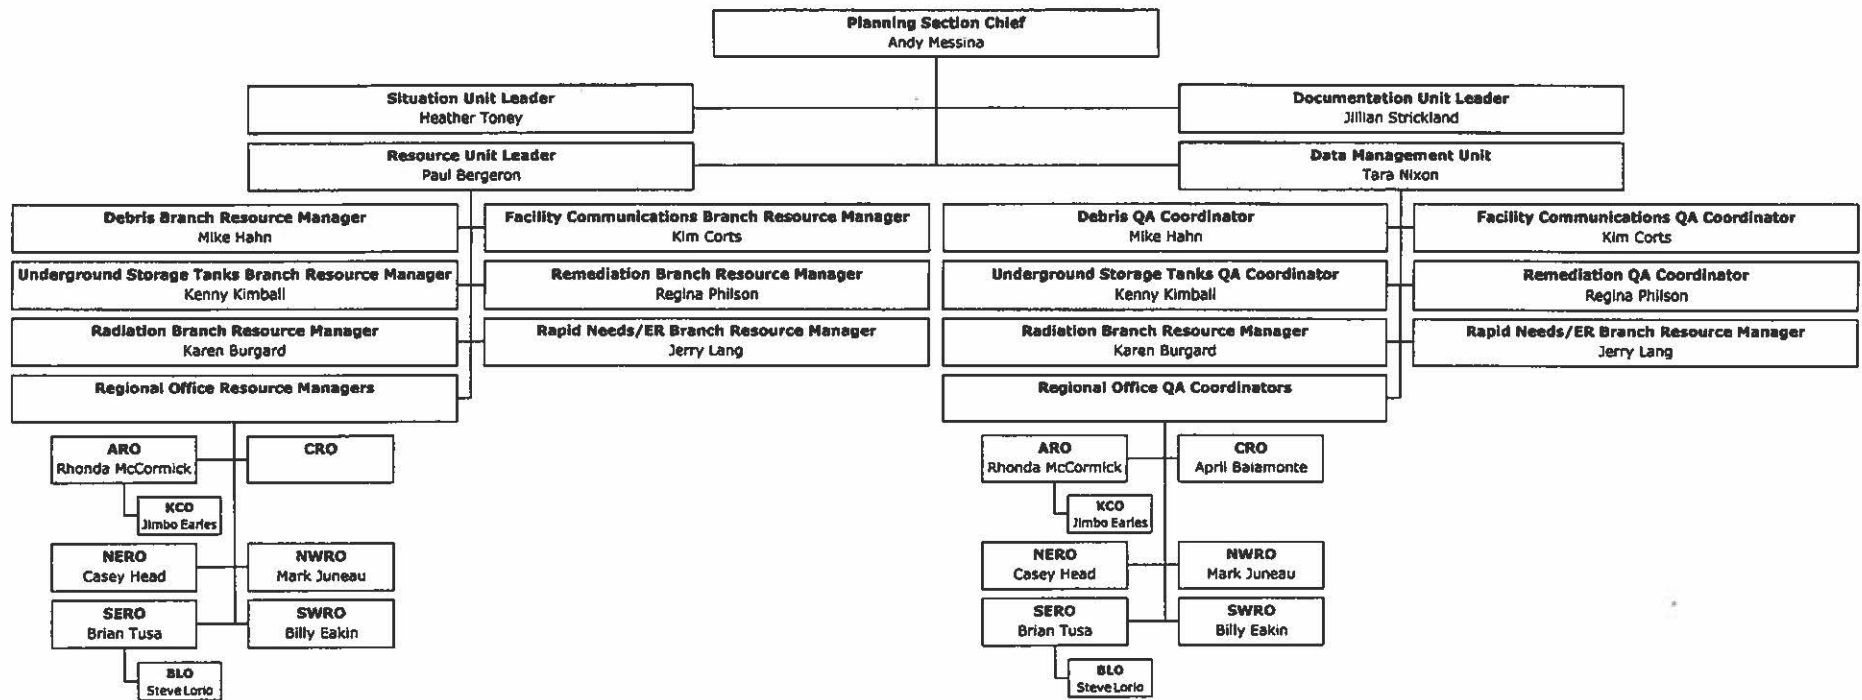 Planning Section Chief
Andy Messina
Situation Unit Leader
Heather Toney
Documentation Unit Leader
Jillian Strickland
Resource Unit Leader
Paul Bergeron
Data Management Unit
Tara Nixon
Debris Branch Resource Manager
Mike Hahn
Facility Communications Branch Resource Manager
Kim Corts
Underground Storage Tanks Branch Resource Manager
Kenny Kimball
Remediation Branch Resource Manager
Regina Philson
Radiation Branch Resource Manager
Karen Burgard
Rapid Needs/ER Branch Resource Manager
Jerry Lang
Regional Office Resource Managers
ARO
Rhonda McCormick
CRO
KCO
Jimbo Earles
NERO
Casey Head
NWRO
Mark Juneau
SERO
Brian Tusa
SWRO
Billy Eakin
BLO
Steve Lorio
Debris QA Coordinator
Mike Hahn
Facility Communications QA Coordinator
Kim Corts
Underground Storage Tanks QA Coordinator
Kenny Kimball
Remediation QA Coordinator
Regina Philson
Radiation Branch Resource Manager
Karen Burgard
Rapid Needs/ER Branch Resource Manager
Jerry Lang
Regional Office QA Coordinators
ARO
Rhonda McCormick
CRO
April Baiamonte
KCO
Jimbo Earles
NERO
Casey Head
NWRO
Mark Juneau
SERO
Brian Tusa
SWRO
Billy Eakin
BLO
Steve Lorio